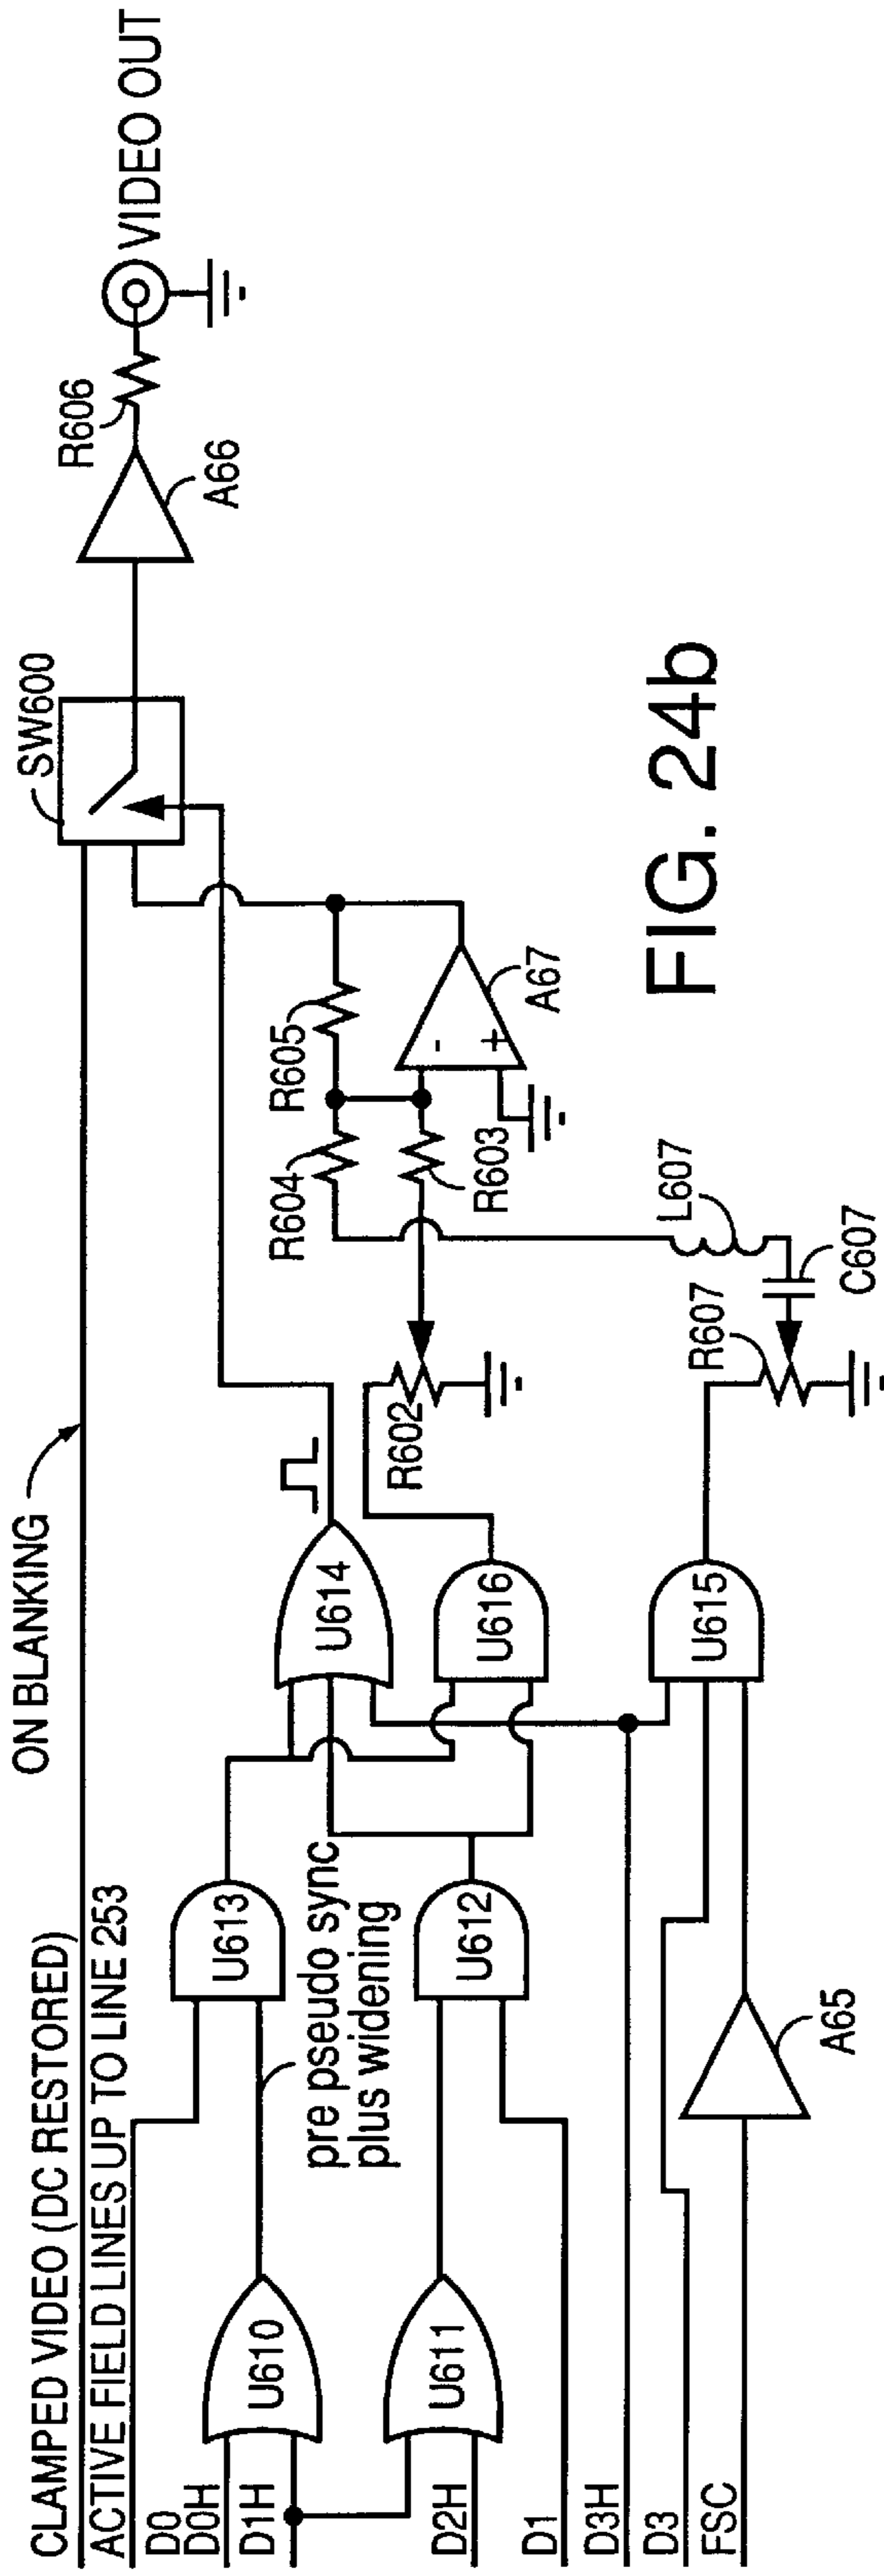 CLAMPED VIDEO (DC RESTORED)
ACTIVE FIELD LINES UP TO LINE 253
ON BLANKING
D0
D0H
D1H
D2H
D1
D3H
D3
FSC
U610
U611
U613
U612
pre pseudo sync
plus widening
A65
U614
U616
U615
R602
R607
R604
R605
R603
-
+
A67
L607
C607
SW600
A66
R606
VIDEO OUT
FIG. 24b